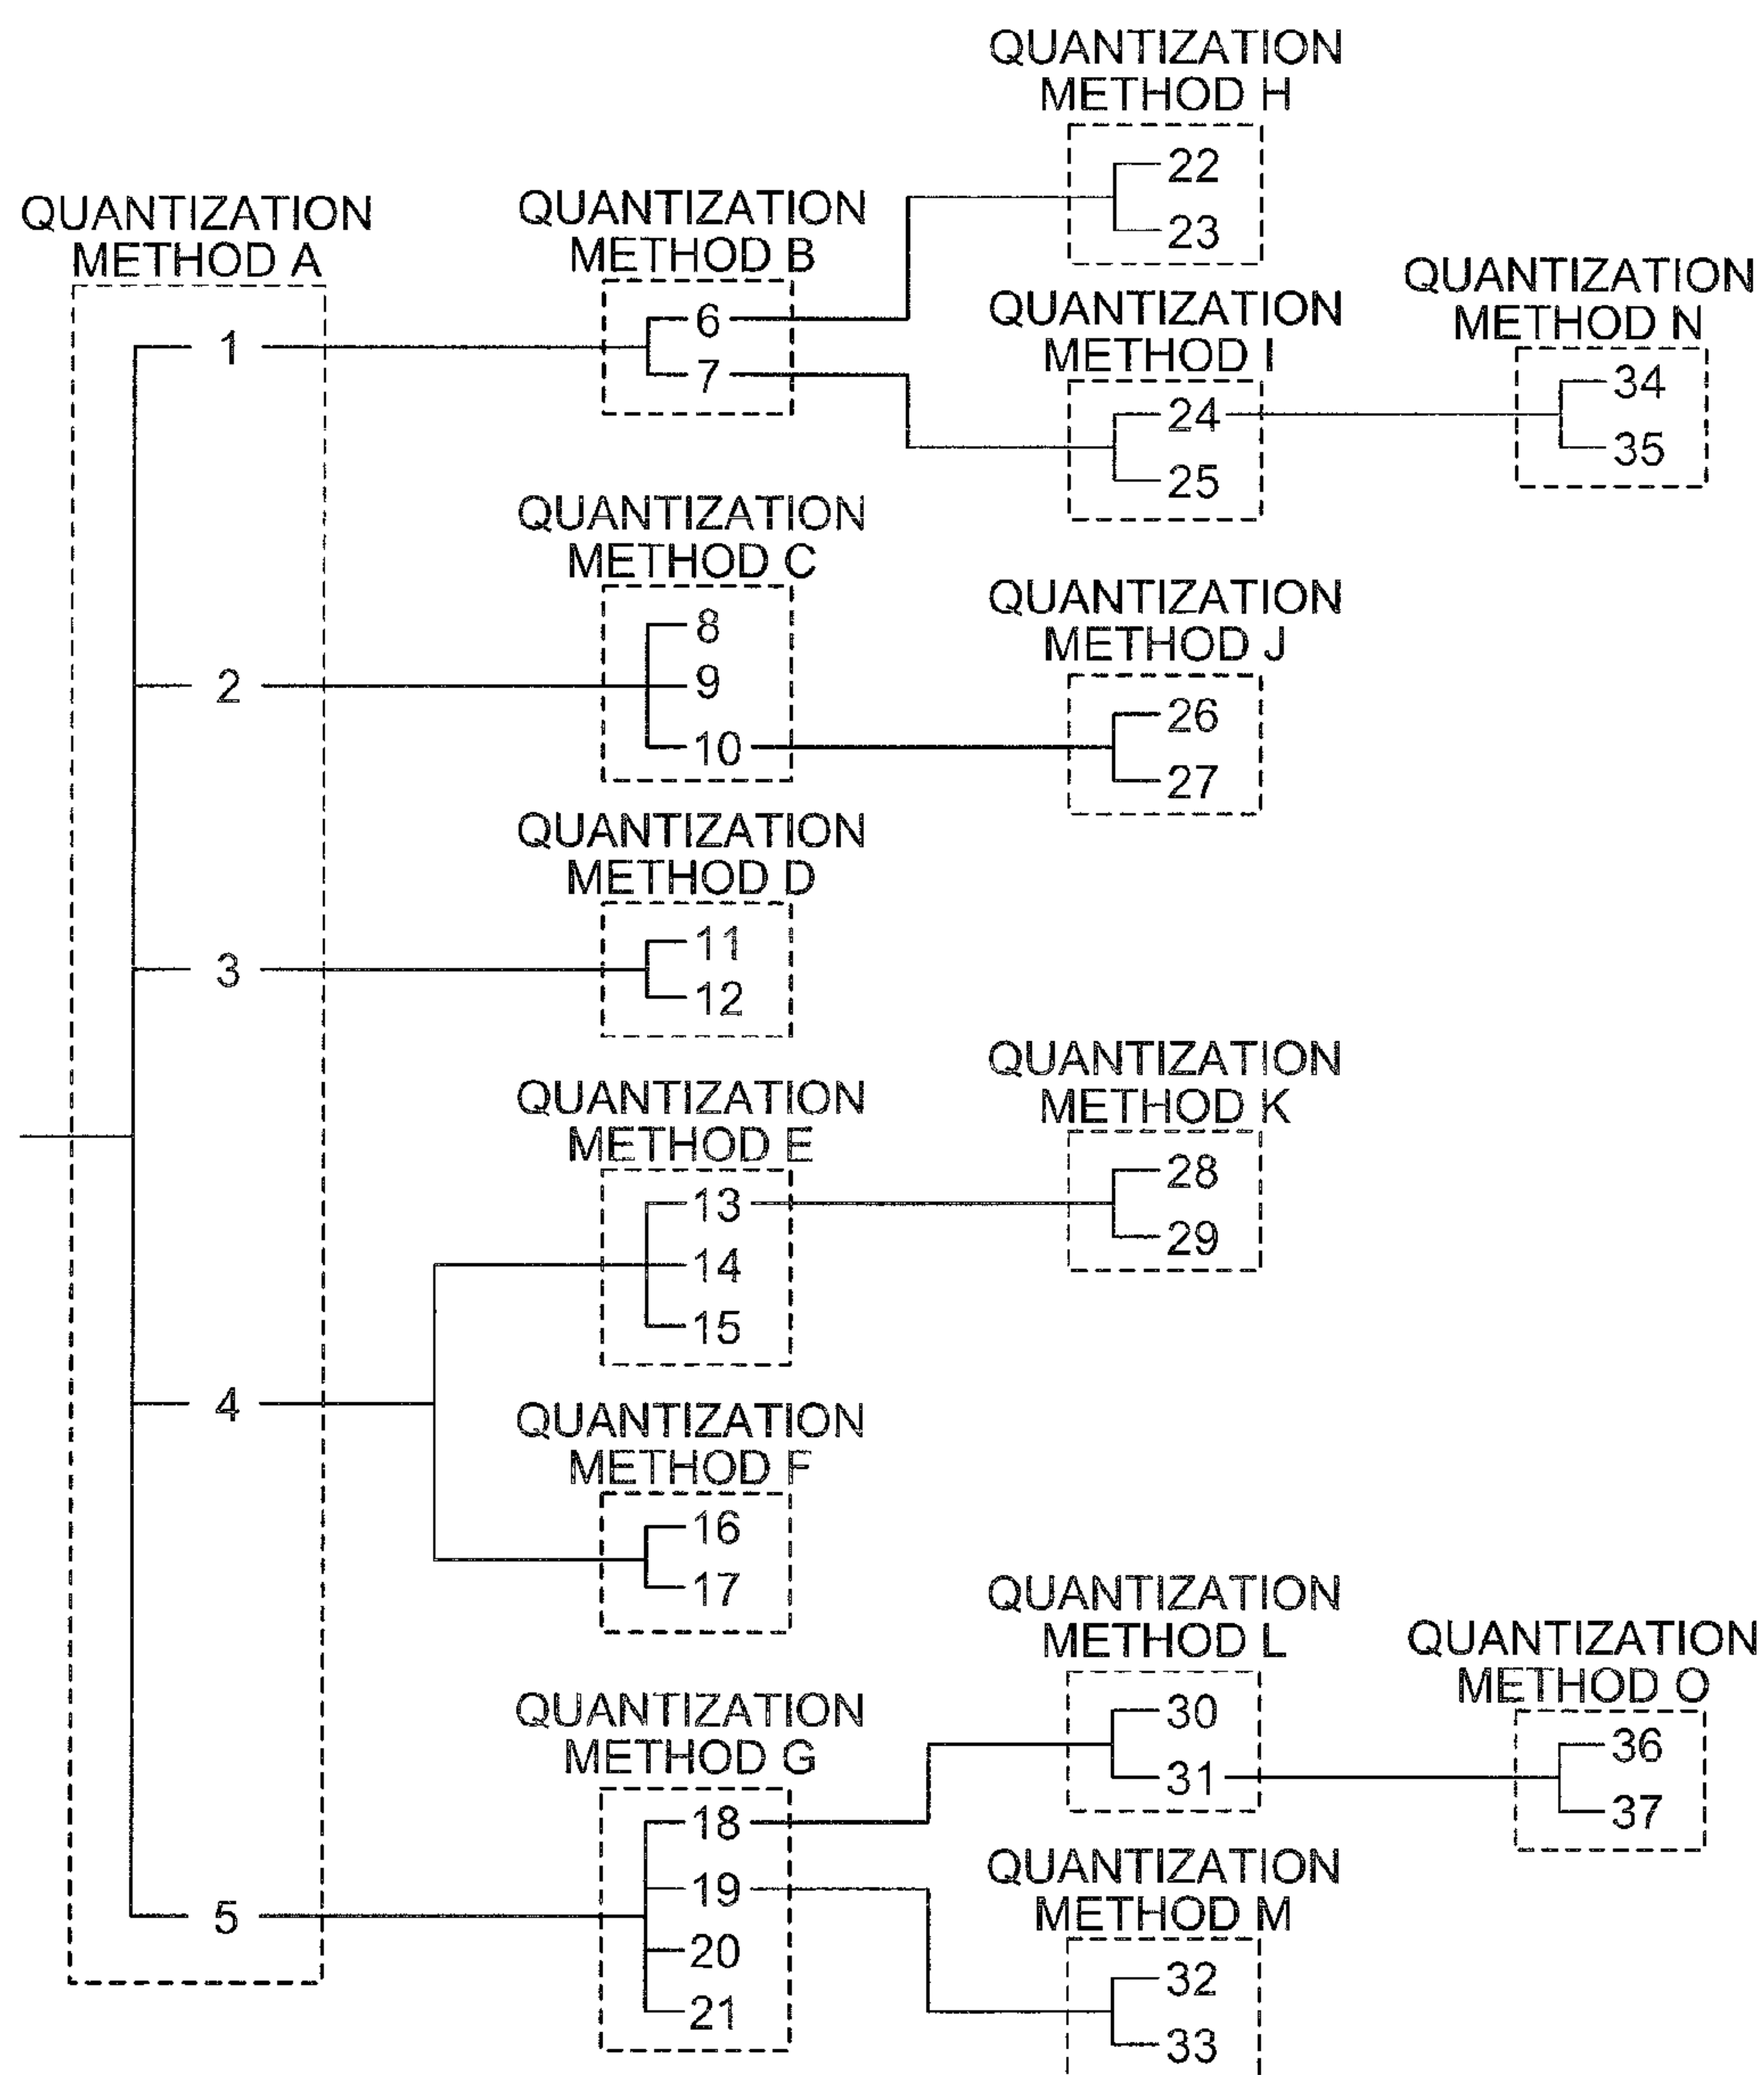 QUANTIZATION
METHOD A
1
2
3
4
5
QUANTIZATION
METHOD B
6
7
QUANTIZATION
METHOD C
8
9
10
QUANTIZATION
METHOD D
11
12
QUANTIZATION
METHOD E
13
14
15
QUANTIZATION
METHOD F
16
17
QUANTIZATION
METHOD G
18
19
20
21
QUANTIZATION
METHOD H
22
23
QUANTIZATION
METHOD I
24
25
QUANTIZATION
METHOD J
26
27
QUANTIZATION
METHOD K
28
29
QUANTIZATION
METHOD L
30
31
QUANTIZATION
METHOD M
32
33
QUANTIZATION
METHOD N
34
35
QUANTIZATION
METHOD O
36
37